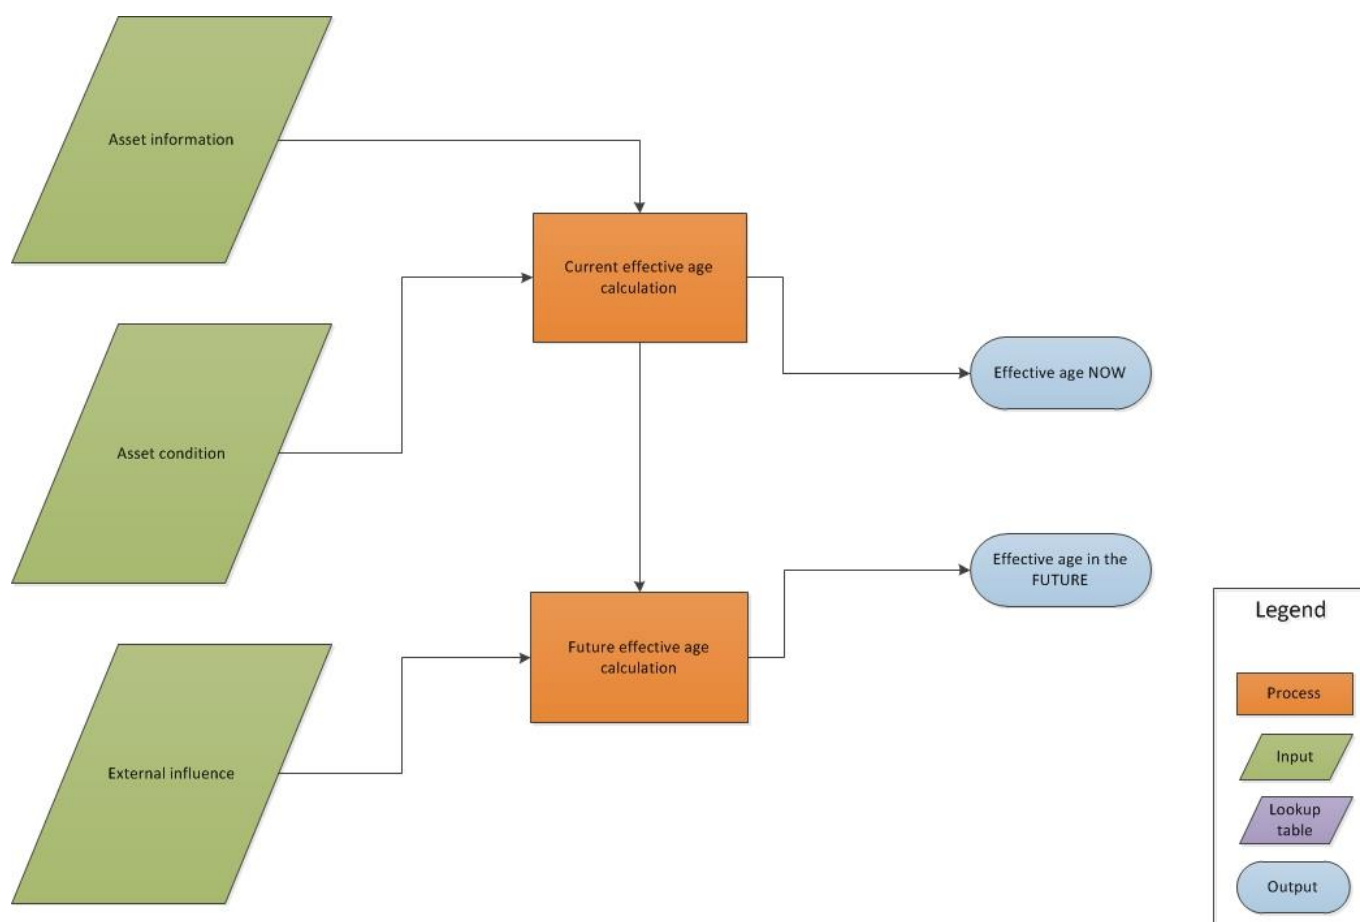 Asset information
Current effective age
calculation
Effective age NOW
Asset condition
Effective age in the
FUTURE
Future effective age
calculation
External influence
Legend
Process
Input
Lookup
table
Output